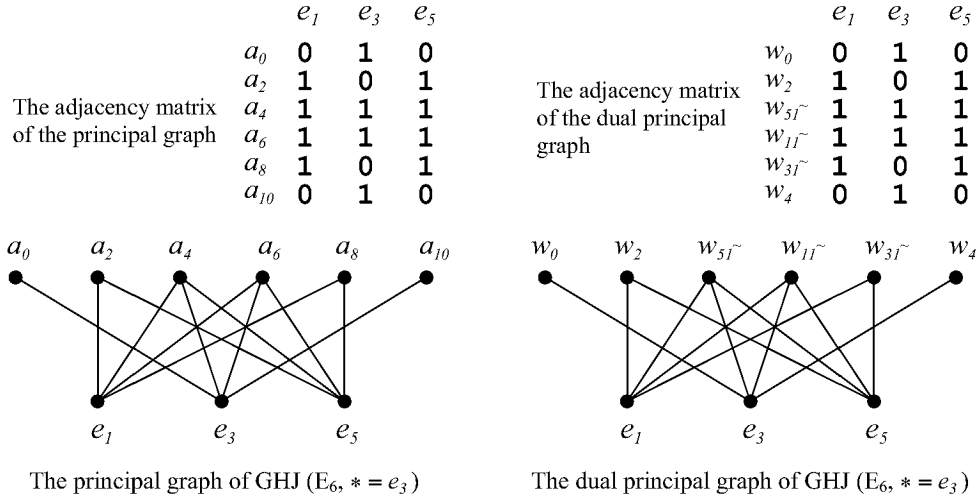 e1 e3 e5
a0 0 1 0
a2 1 0 1
a4 1 1 1
a6 1 1 1
a8 1 0 1
a10 0 1 0
The adjacency matrix
of the principal graph
e1 e3 e5
w0 0 1 0
w2 1 0 1
w51~ 1 1 1
w11~ 1 1 1
w31~ 1 0 1
w4 0 1 0
The adjacency matrix
of the dual principal
graph
a0 a2 a4 a6 a8 a10
e1 e3 e5
The principal graph of GHJ (E6, * = e3)
w0 w2 w51~ w11~ w31~ w4
e1 e3 e5
The dual principal graph of GHJ (E6, * = e3)